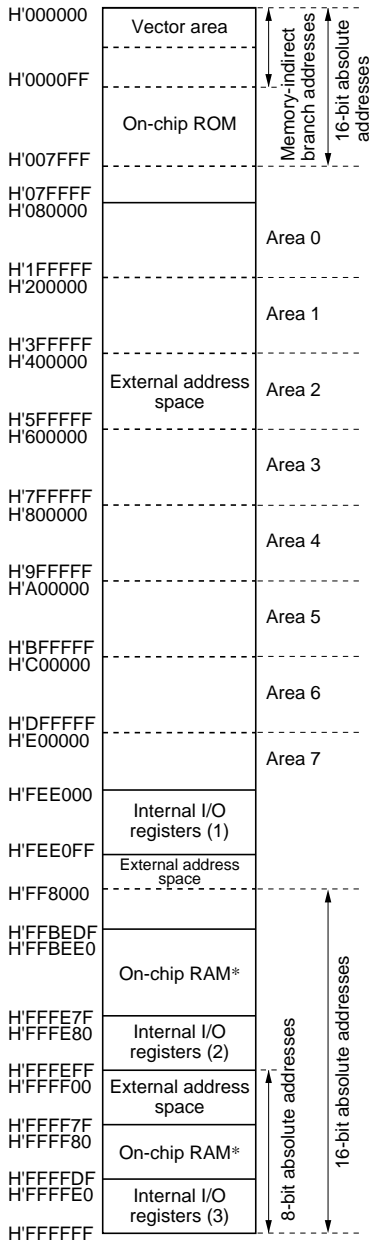 H'000000
Vector area
H'0000FF
Memory-indirect
branch addresses
16-bit absolute
addresses
On-chip ROM
H'007FFF
H'07FFFF
H'080000
Area 0
H'1FFFFF
H'200000
Area 1
H'3FFFFF
H'400000
External address
space
Area 2
H'5FFFFF
H'600000
Area 3
H'7FFFFF
H'800000
Area 4
H'9FFFFF
H'A00000
Area 5
H'BFFFFF
H'C00000
Area 6
H'DFFFFF
H'E00000
Area 7
H'FEE000
Internal I/O
registers (1)
H'FEE0FF
External address
space
H'FF8000
H'FFBEDF
H'FFBEE0
On-chip RAM*
H'FFFE7F
H'FFFE80
Internal I/O
registers (2)
H'FFFEFF
H'FFFF00
External address
space
H'FFFF7F
H'FFFF80
On-chip RAM*
H'FFFFDF
H'FFFFE0
Internal I/O
registers (3)
H'FFFFFF
8-bit absolute addresses
16-bit absolute addresses